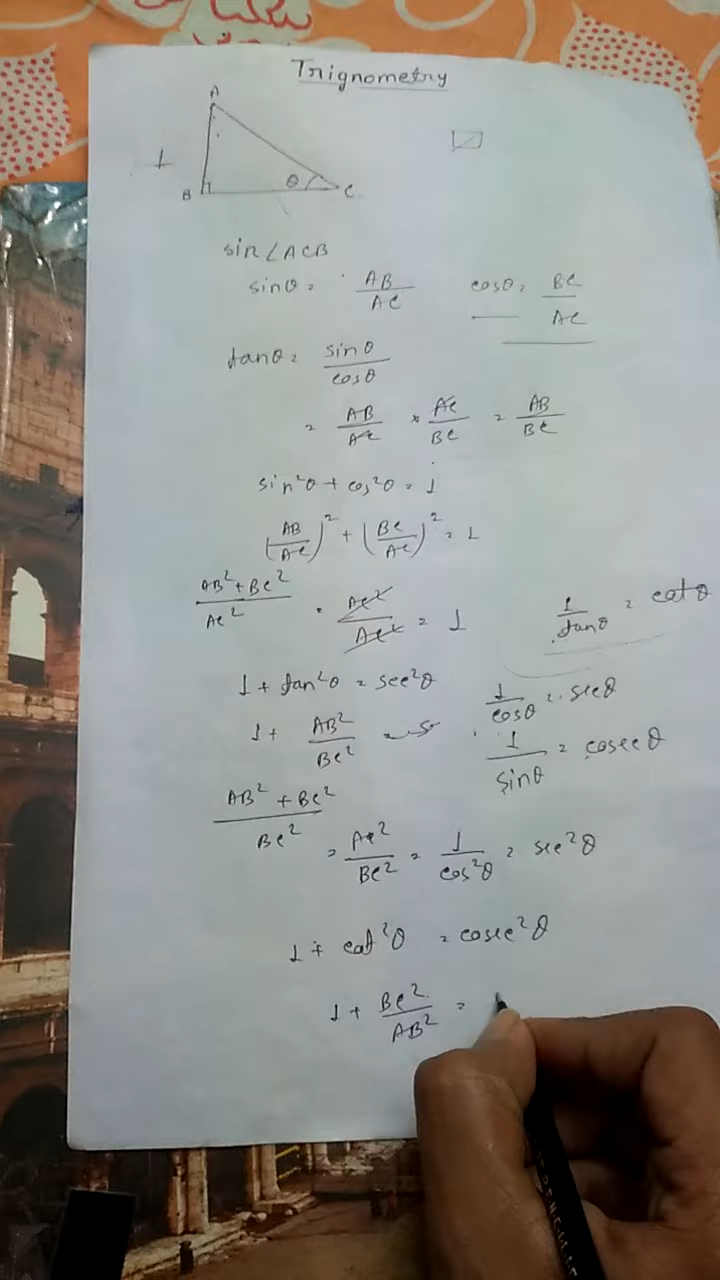 Trignometry
A
⊥
B θ C
sin∠ACB
sinθ = AB/AC cosθ = BC/AC
tanθ = sinθ/cosθ
= AB/AC × AC/BC = AB/BC
sin²θ + cos²θ = 1
(AB/AC)² + (BC/AC)² = 1
AB² + BC²/AC² = AC²/AC² = 1
1/tanθ = cotθ
1 + tan²θ = sec²θ
1/cosθ = secθ
1 + AB²/BC² =
1/sinθ = cosecθ
AB² + BC²/BC² = AC²/BC² = 1/cos²θ = sec²θ
1 + cot²θ = cosec²θ
1 + BC²/AB² =